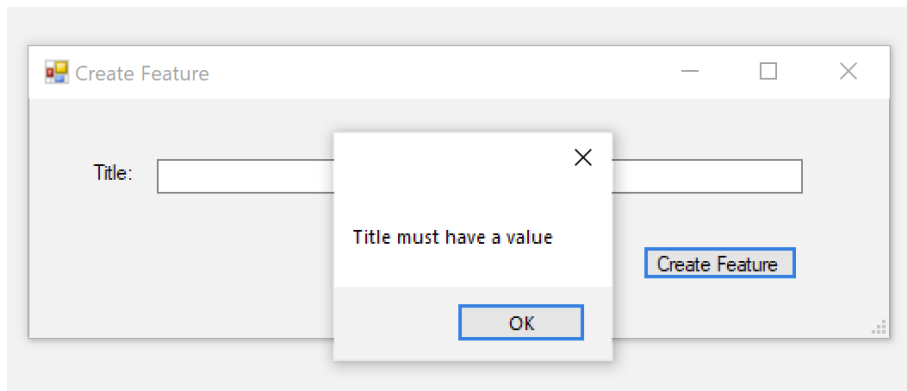 Create Feature
Title:
Title must have a value
Create Feature
OK